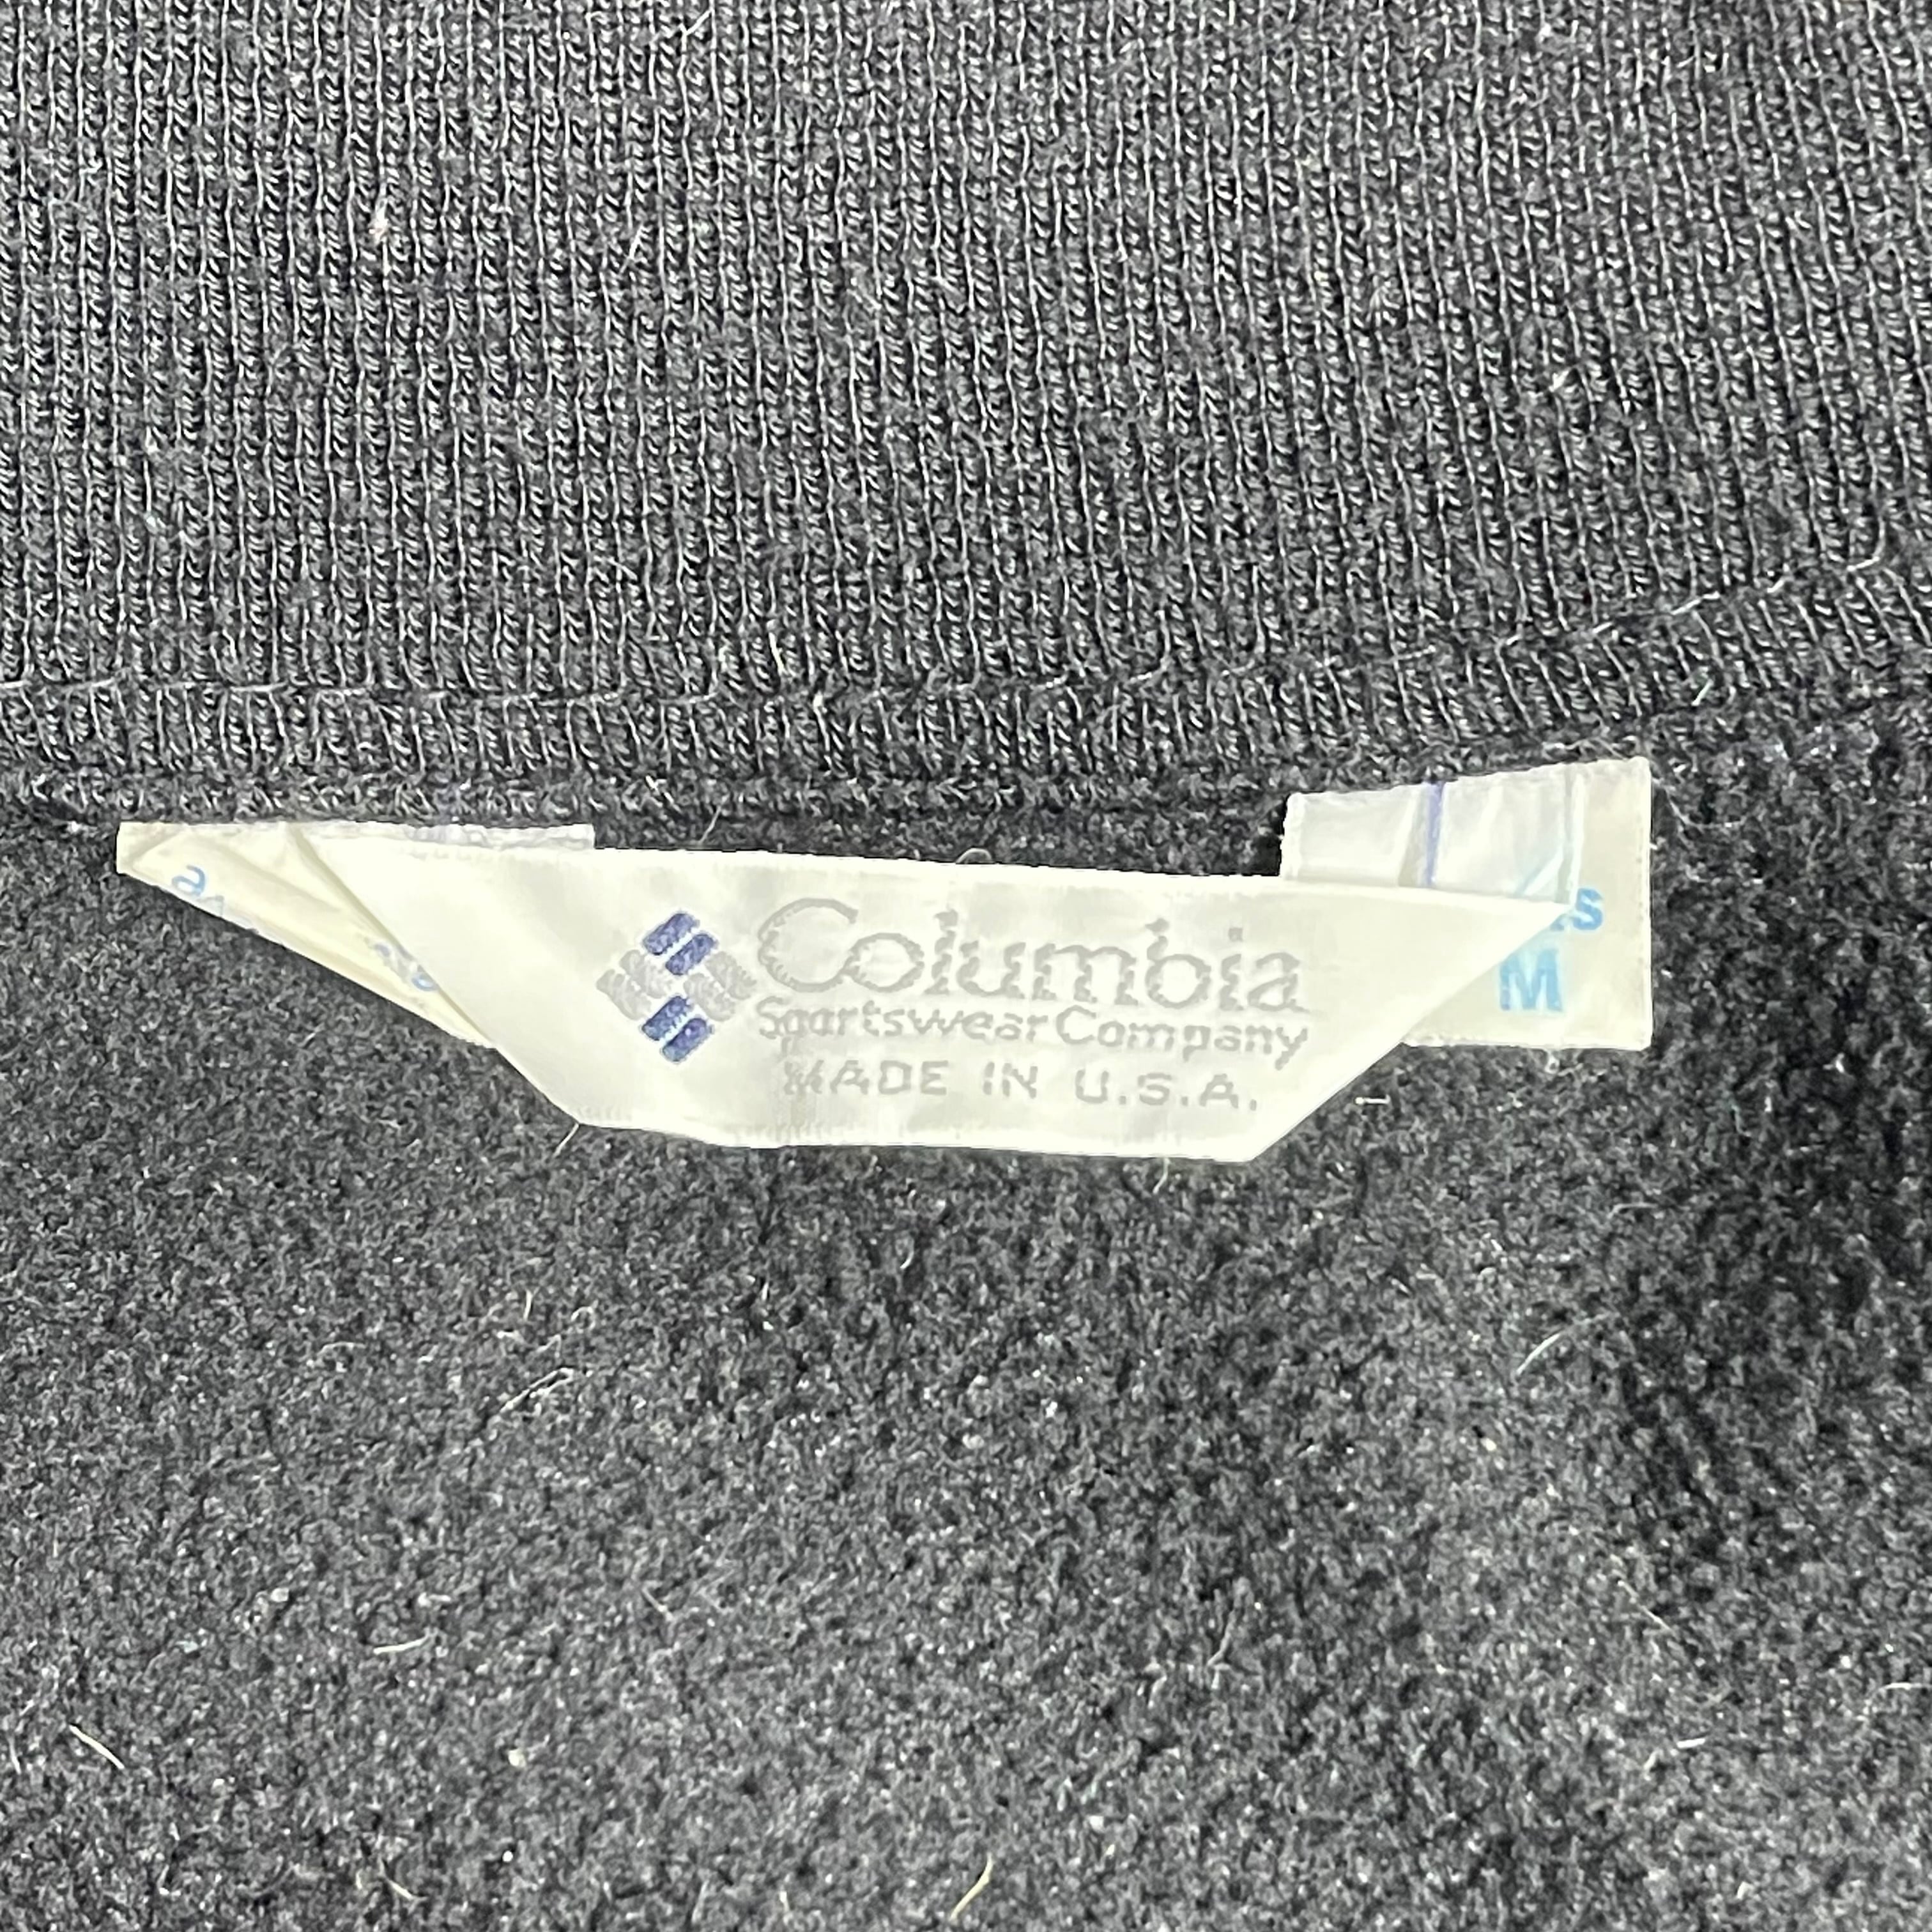 Columbia
Sportswear Company
MADE IN U.S.A.
M